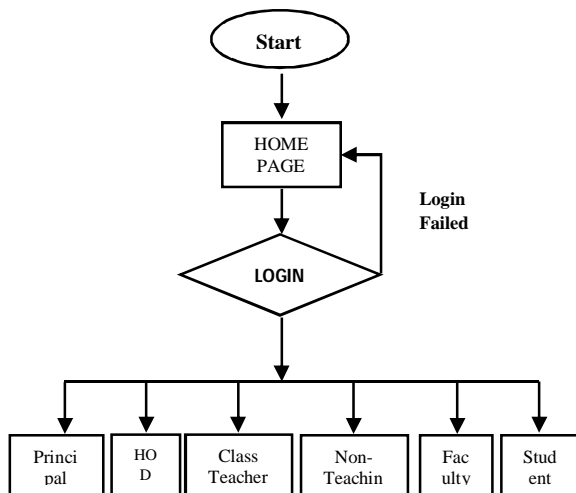 Start
HOME
PAGE
Login
Failed
LOGIN
Princi
pal
HO
D
Class
Teacher
Non-
Teachin
Fac
ulty
Stud
ent